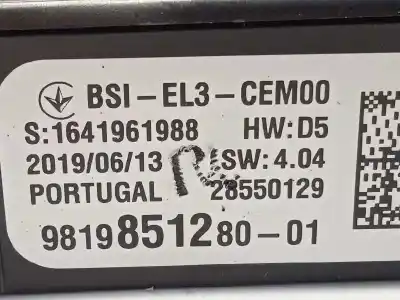 BSI-EL3-CEM00
S:1641961988 HW:D5
2019/06/13 SW:4.04
PORTUGAL 28550129
9819851280-01